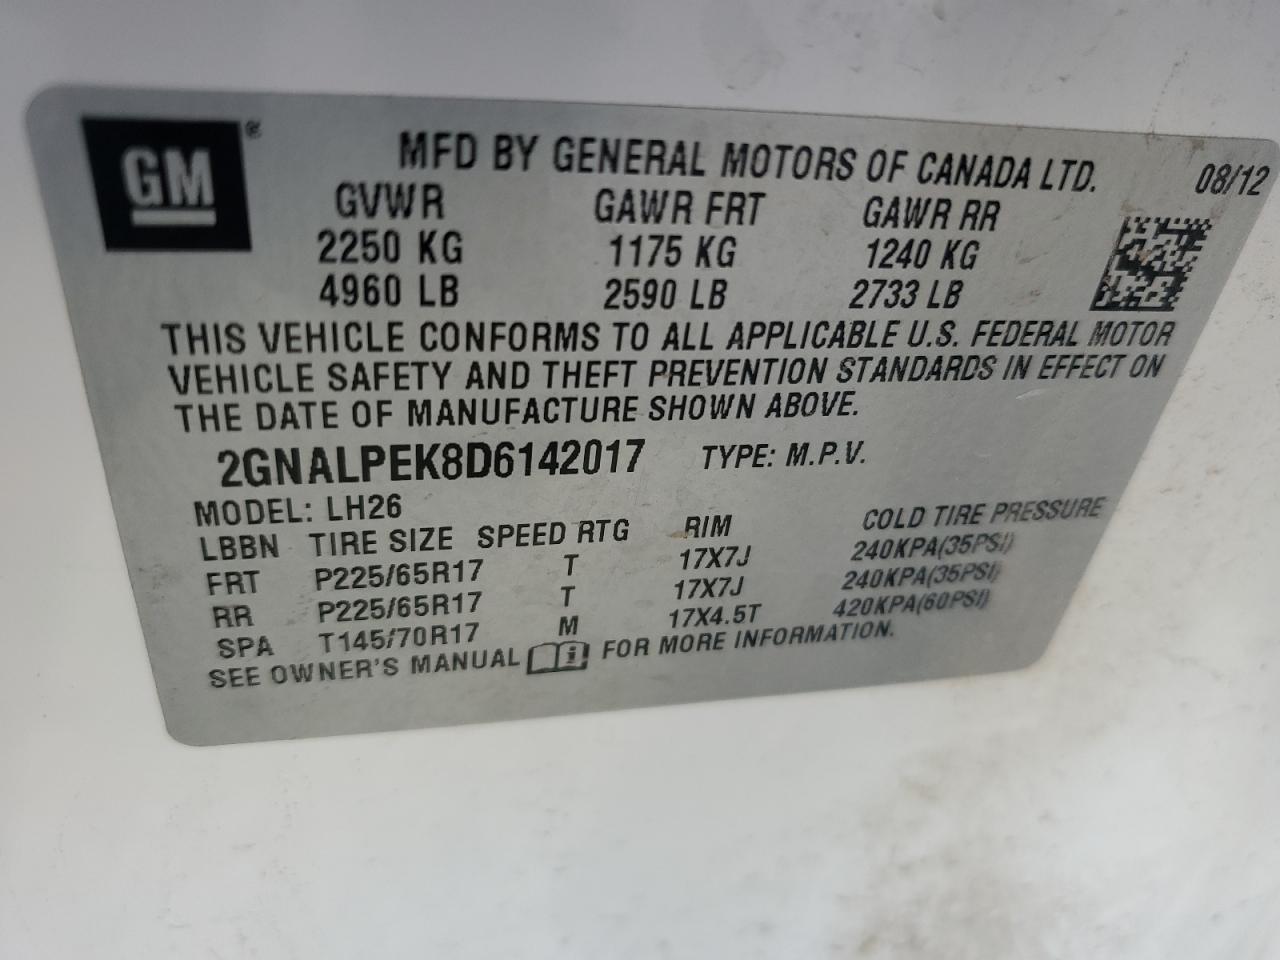 GM ®
MFD BY GENERAL MOTORS OF CANADA LTD. 08/12
GVWR GAWR FRT GAWR RR
2250 KG 1175 KG 1240 KG
4960 LB 2590 LB 2733 LB
THIS VEHICLE CONFORMS TO ALL APPLICABLE U.S. FEDERAL MOTOR
VEHICLE SAFETY AND THEFT PREVENTION STANDARDS IN EFFECT ON
THE DATE OF MANUFACTURE SHOWN ABOVE.
2GNALPEK8D6142017 TYPE: M.P.V.
MODEL: LH26
LBBN TIRE SIZE SPEED RTG RIM COLD TIRE PRESSURE
FRT P225/65R17 T 17X7J 240KPA(35PSI)
RR P225/65R17 T 17X7J 240KPA(35PSI)
SPA T145/70R17 M 17X4.5T 420KPA(60PSI)
SEE OWNER'S MANUAL i FOR MORE INFORMATION.